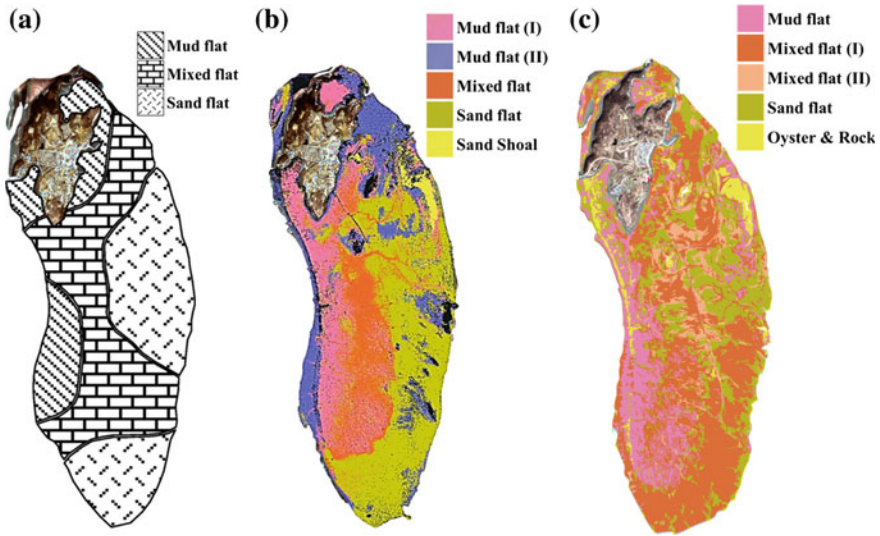 (a)
Mud flat
Mixed flat
Sand flat
(b)
Mud flat (I)
Mud flat (II)
Mixed flat
Sand flat
Sand Shoal
(c)
Mud flat
Mixed flat (I)
Mixed flat (II)
Sand flat
Oyster & Rock